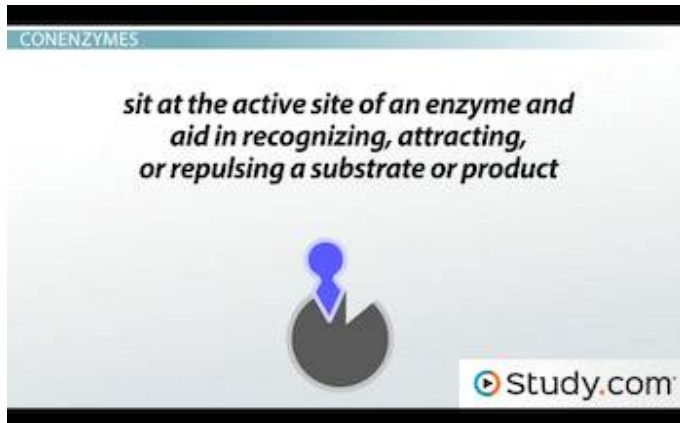 CONENZYMES
sit at the active site of an enzyme and
aid in recognizing, attracting,
or repulsing a substrate or product
Study.com